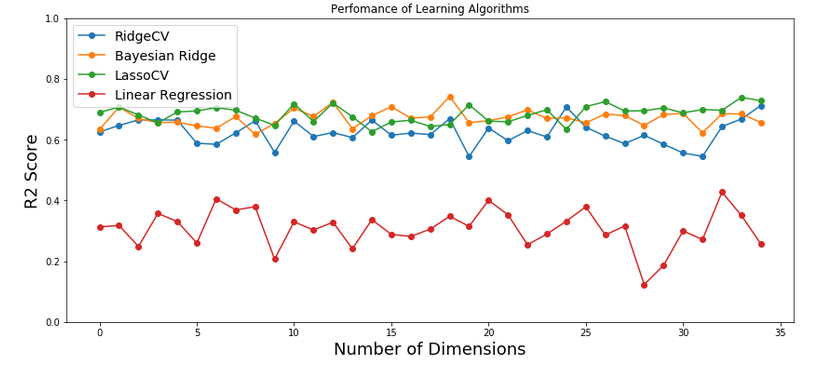 Perfomance of Learning Algorithms
1.0
0.8
0.6
0.4
0.2
0.0
R2 Score
RidgeCV
Bayesian Ridge
LassoCV
Linear Regression
0 5 10 15 20 25 30 35
Number of Dimensions